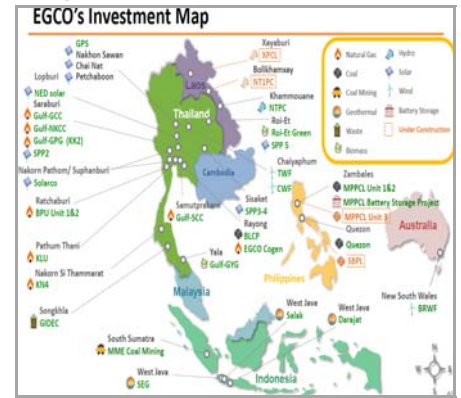 EGCO's Investment Map
GPS
Nakhon Sawan
Chai Nat
Petchaboon
Lopburi
NED solar
Saraburi
Gulf-GCC
Gulf-NKCC
Gulf-GPG (KK2)
SPP2
Nakorn Pathom/ Suphanburi
Solarco
Ratchaburi
BPU Unit 1&2
Pathum Thani
KLU
Nakorn Si Thammarat
KN4
Songkhla
GIDEC
Xayaburi
XPCL
Bolikhamxay
NT1PC
Khammouane
NTPC
Roi-Et
Roi-Et Green
SPP 5
Chaiyaphum
TWF
CWF
Sisaket
SPP3-4
Rayong
BLCP
EGCO Cogen
Samutprakarn
Gulf-SCC
Yala
Gulf-GYG
Laos
Thailand
Cambodia
Malaysia
Philippines
Indonesia
Australia
Natural Gas
Coal
Coal Mining
Geothermal
Waste
Biomass
Hydro
Solar
Wind
Battery Storage
Under Construction
Zambales
MPPCL Unit 1&2
MPPCL Battery Storage Project
MPPCL Unit 3
Quezon
Quezon
SBPL
New South Wales
BRWF
South Sumatra
MME Coal Mining
West Java
SEG
West Java
Salak
West Java
Darajat